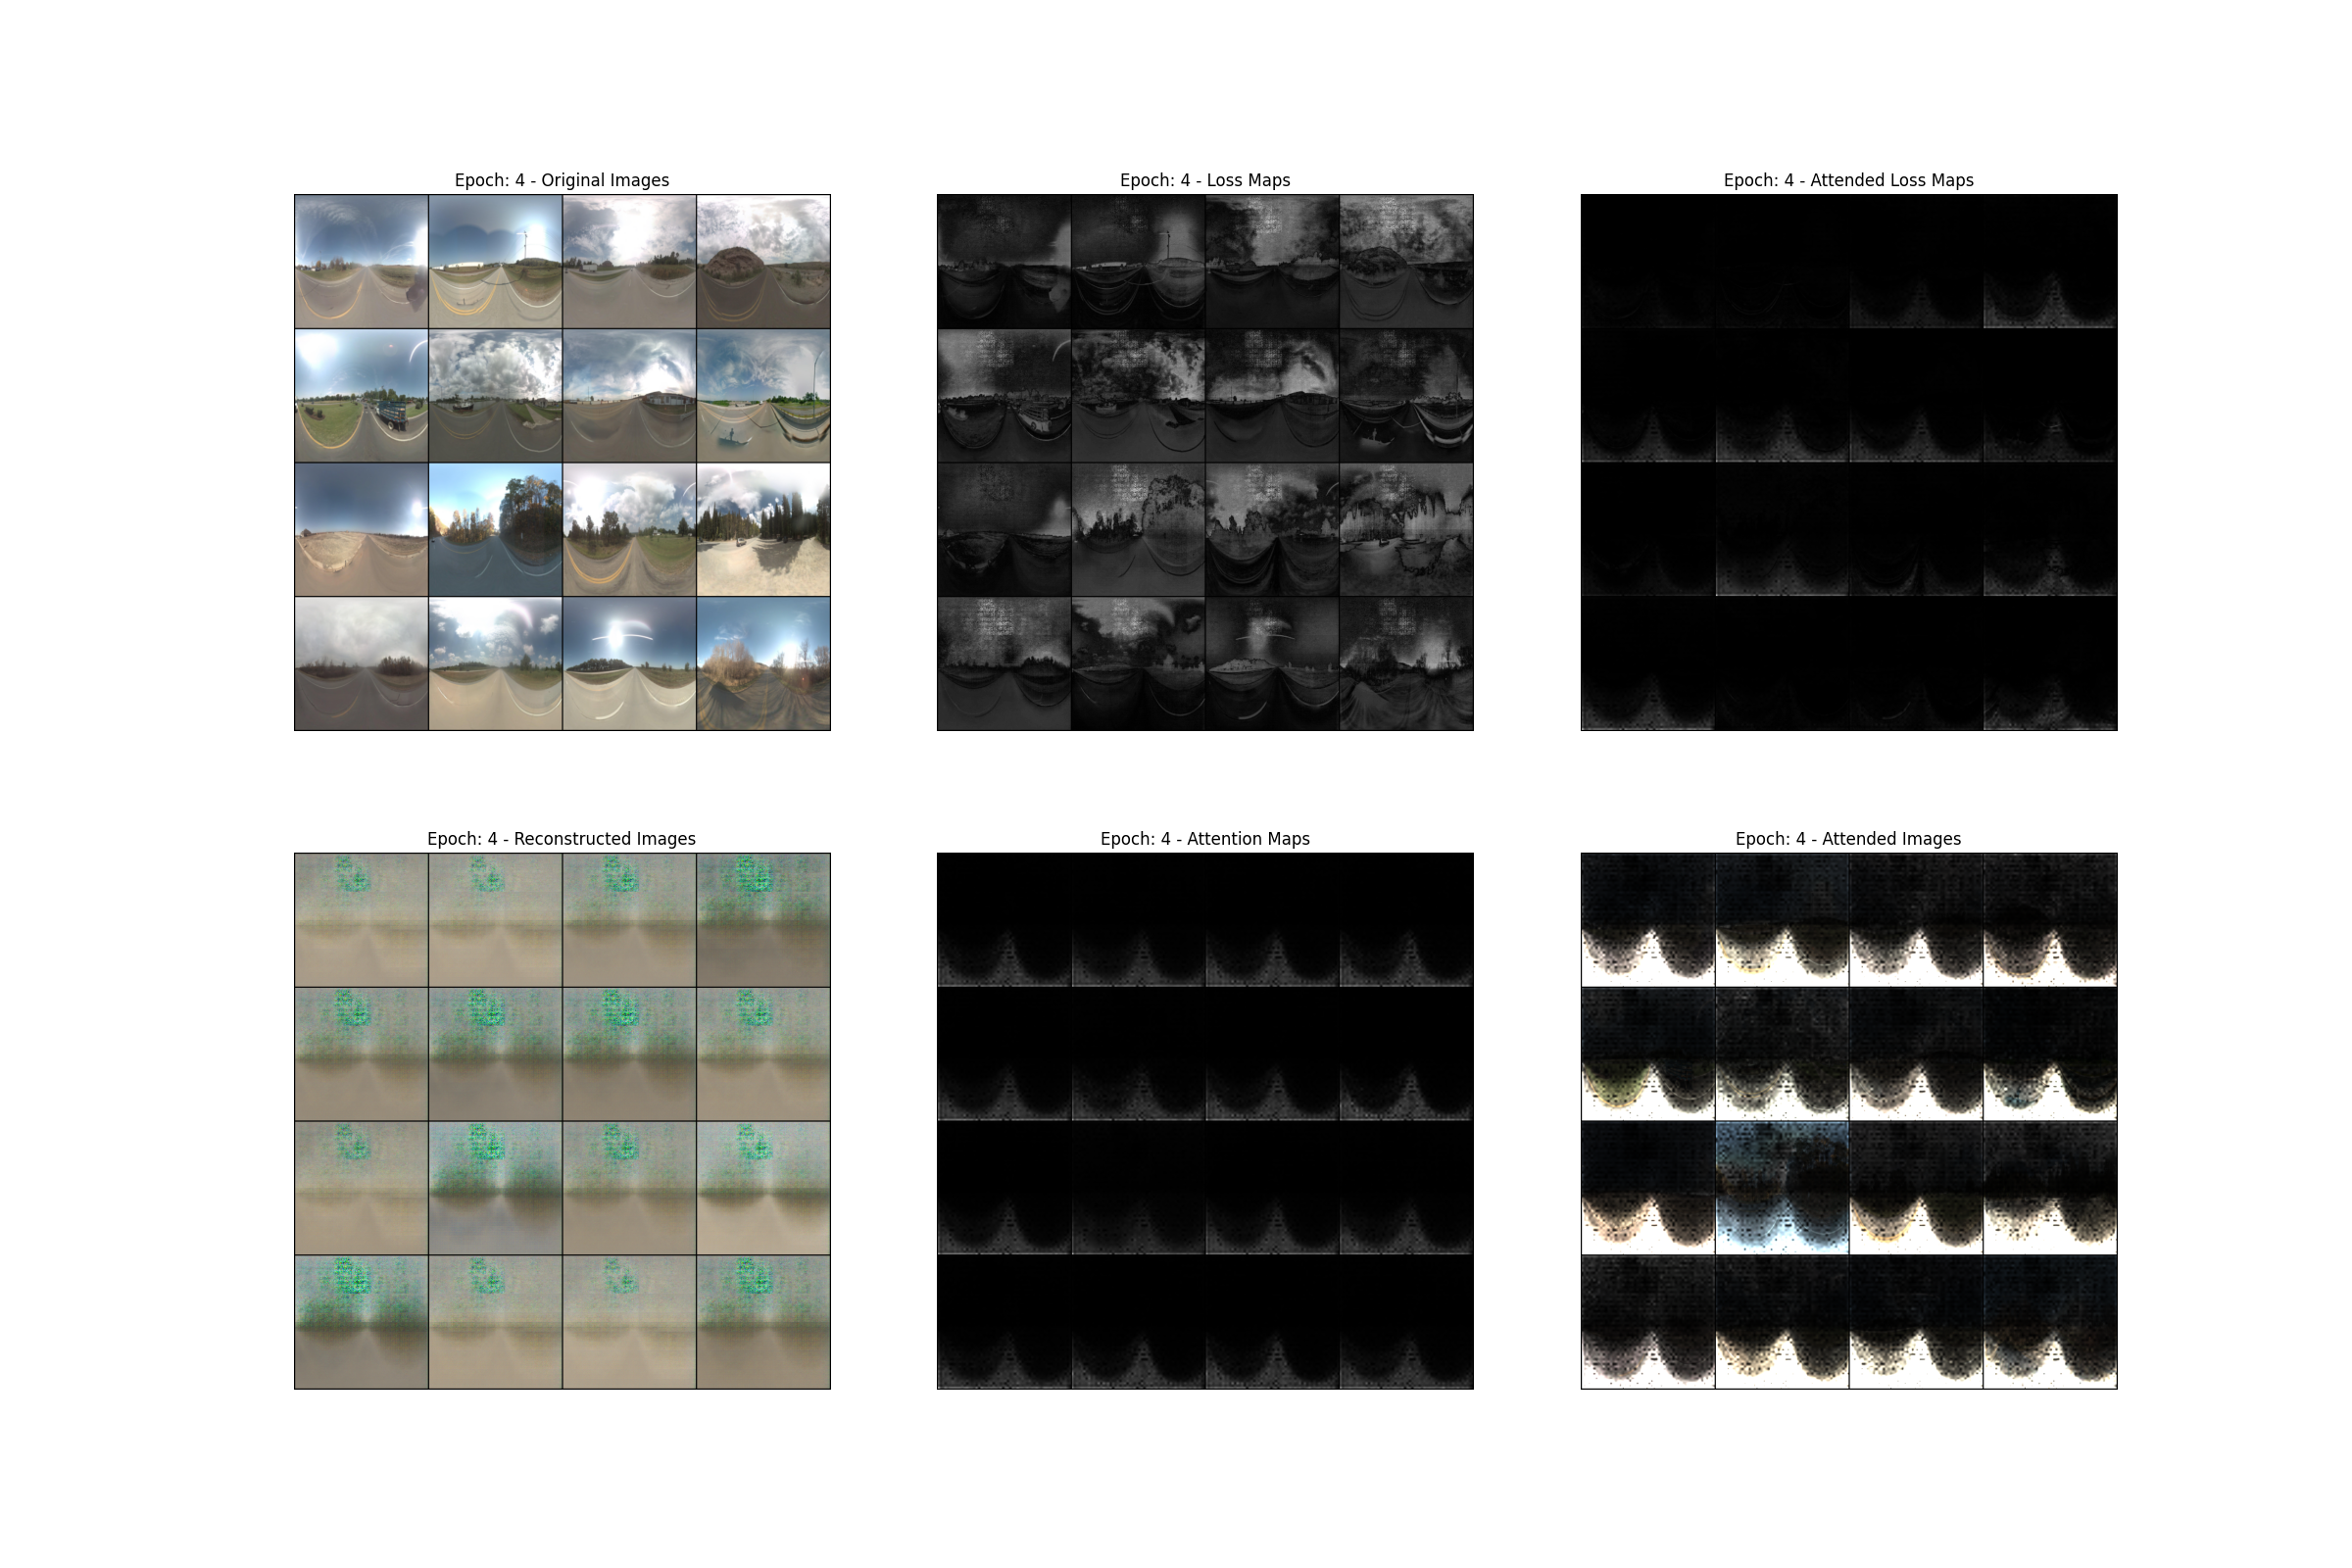 Epoch: 4 - Original Images
Epoch: 4 - Loss Maps
Epoch: 4 - Attended Loss Maps
Epoch: 4 - Reconstructed Images
Epoch: 4 - Attention Maps
Epoch: 4 - Attended Images